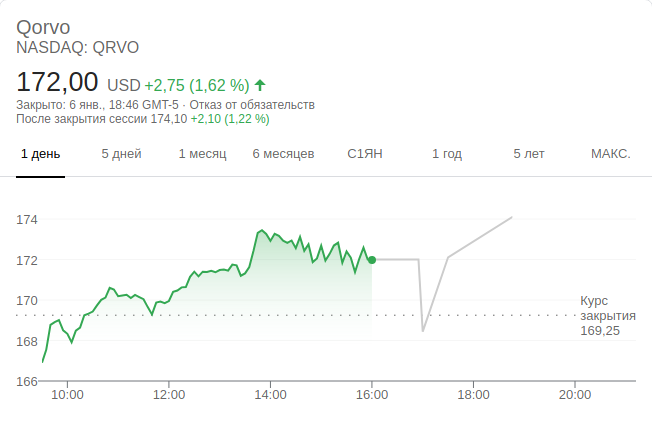 Qorvo
NASDAQ: QRVO
172,00 USD +2,75 (1,62 %)
Закрыто: 6 янв., 18:46 GMT-5 · Отказ от обязательств
После закрытия сессии 174,10 +2,10 (1,22 %)
1 день 5 дней 1 месяц 6 месяцев С1ЯН 1 год 5 лет МАКС.
174
172
170
168
166
Курс
закрытия
169,25
10:00 12:00 14:00 16:00 18:00 20:00